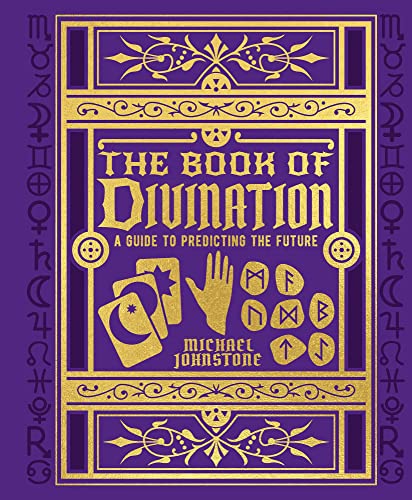 THE BOOK OF
DIVINATION
A GUIDE TO PREDICTING THE FUTURE
MICHAEL
JOHNSTONE